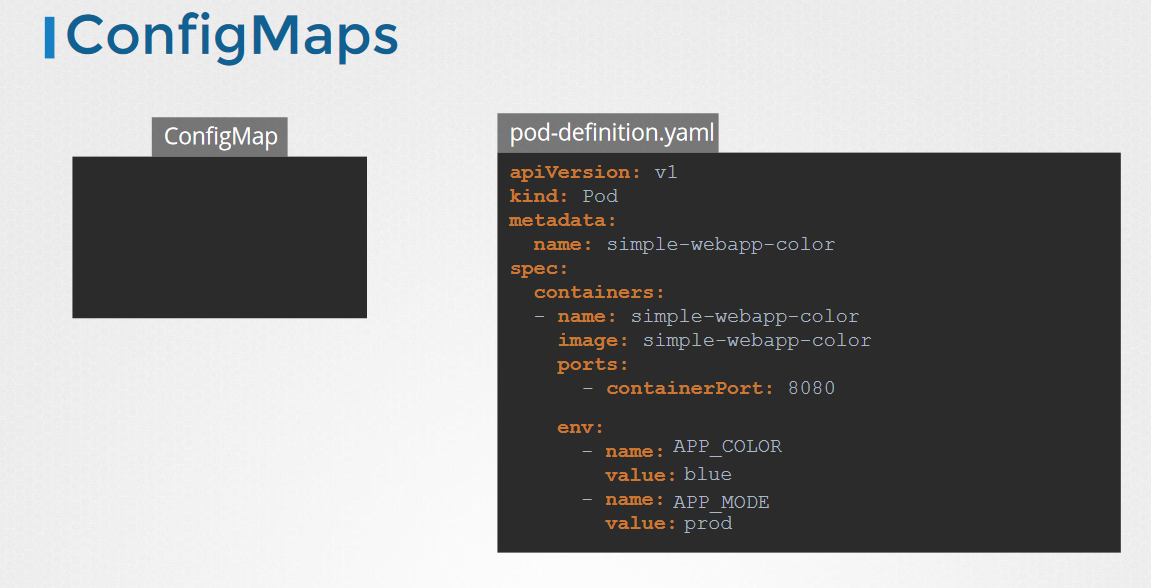 ConfigMaps
ConfigMap
pod-definition.yaml
apiVersion: v1
kind: Pod
metadata:
  name: simple-webapp-color
spec:
  containers:
  - name: simple-webapp-color
    image: simple-webapp-color
    ports:
      - containerPort: 8080
    env:
      - name: APP_COLOR
        value: blue
      - name: APP_MODE
        value: prod